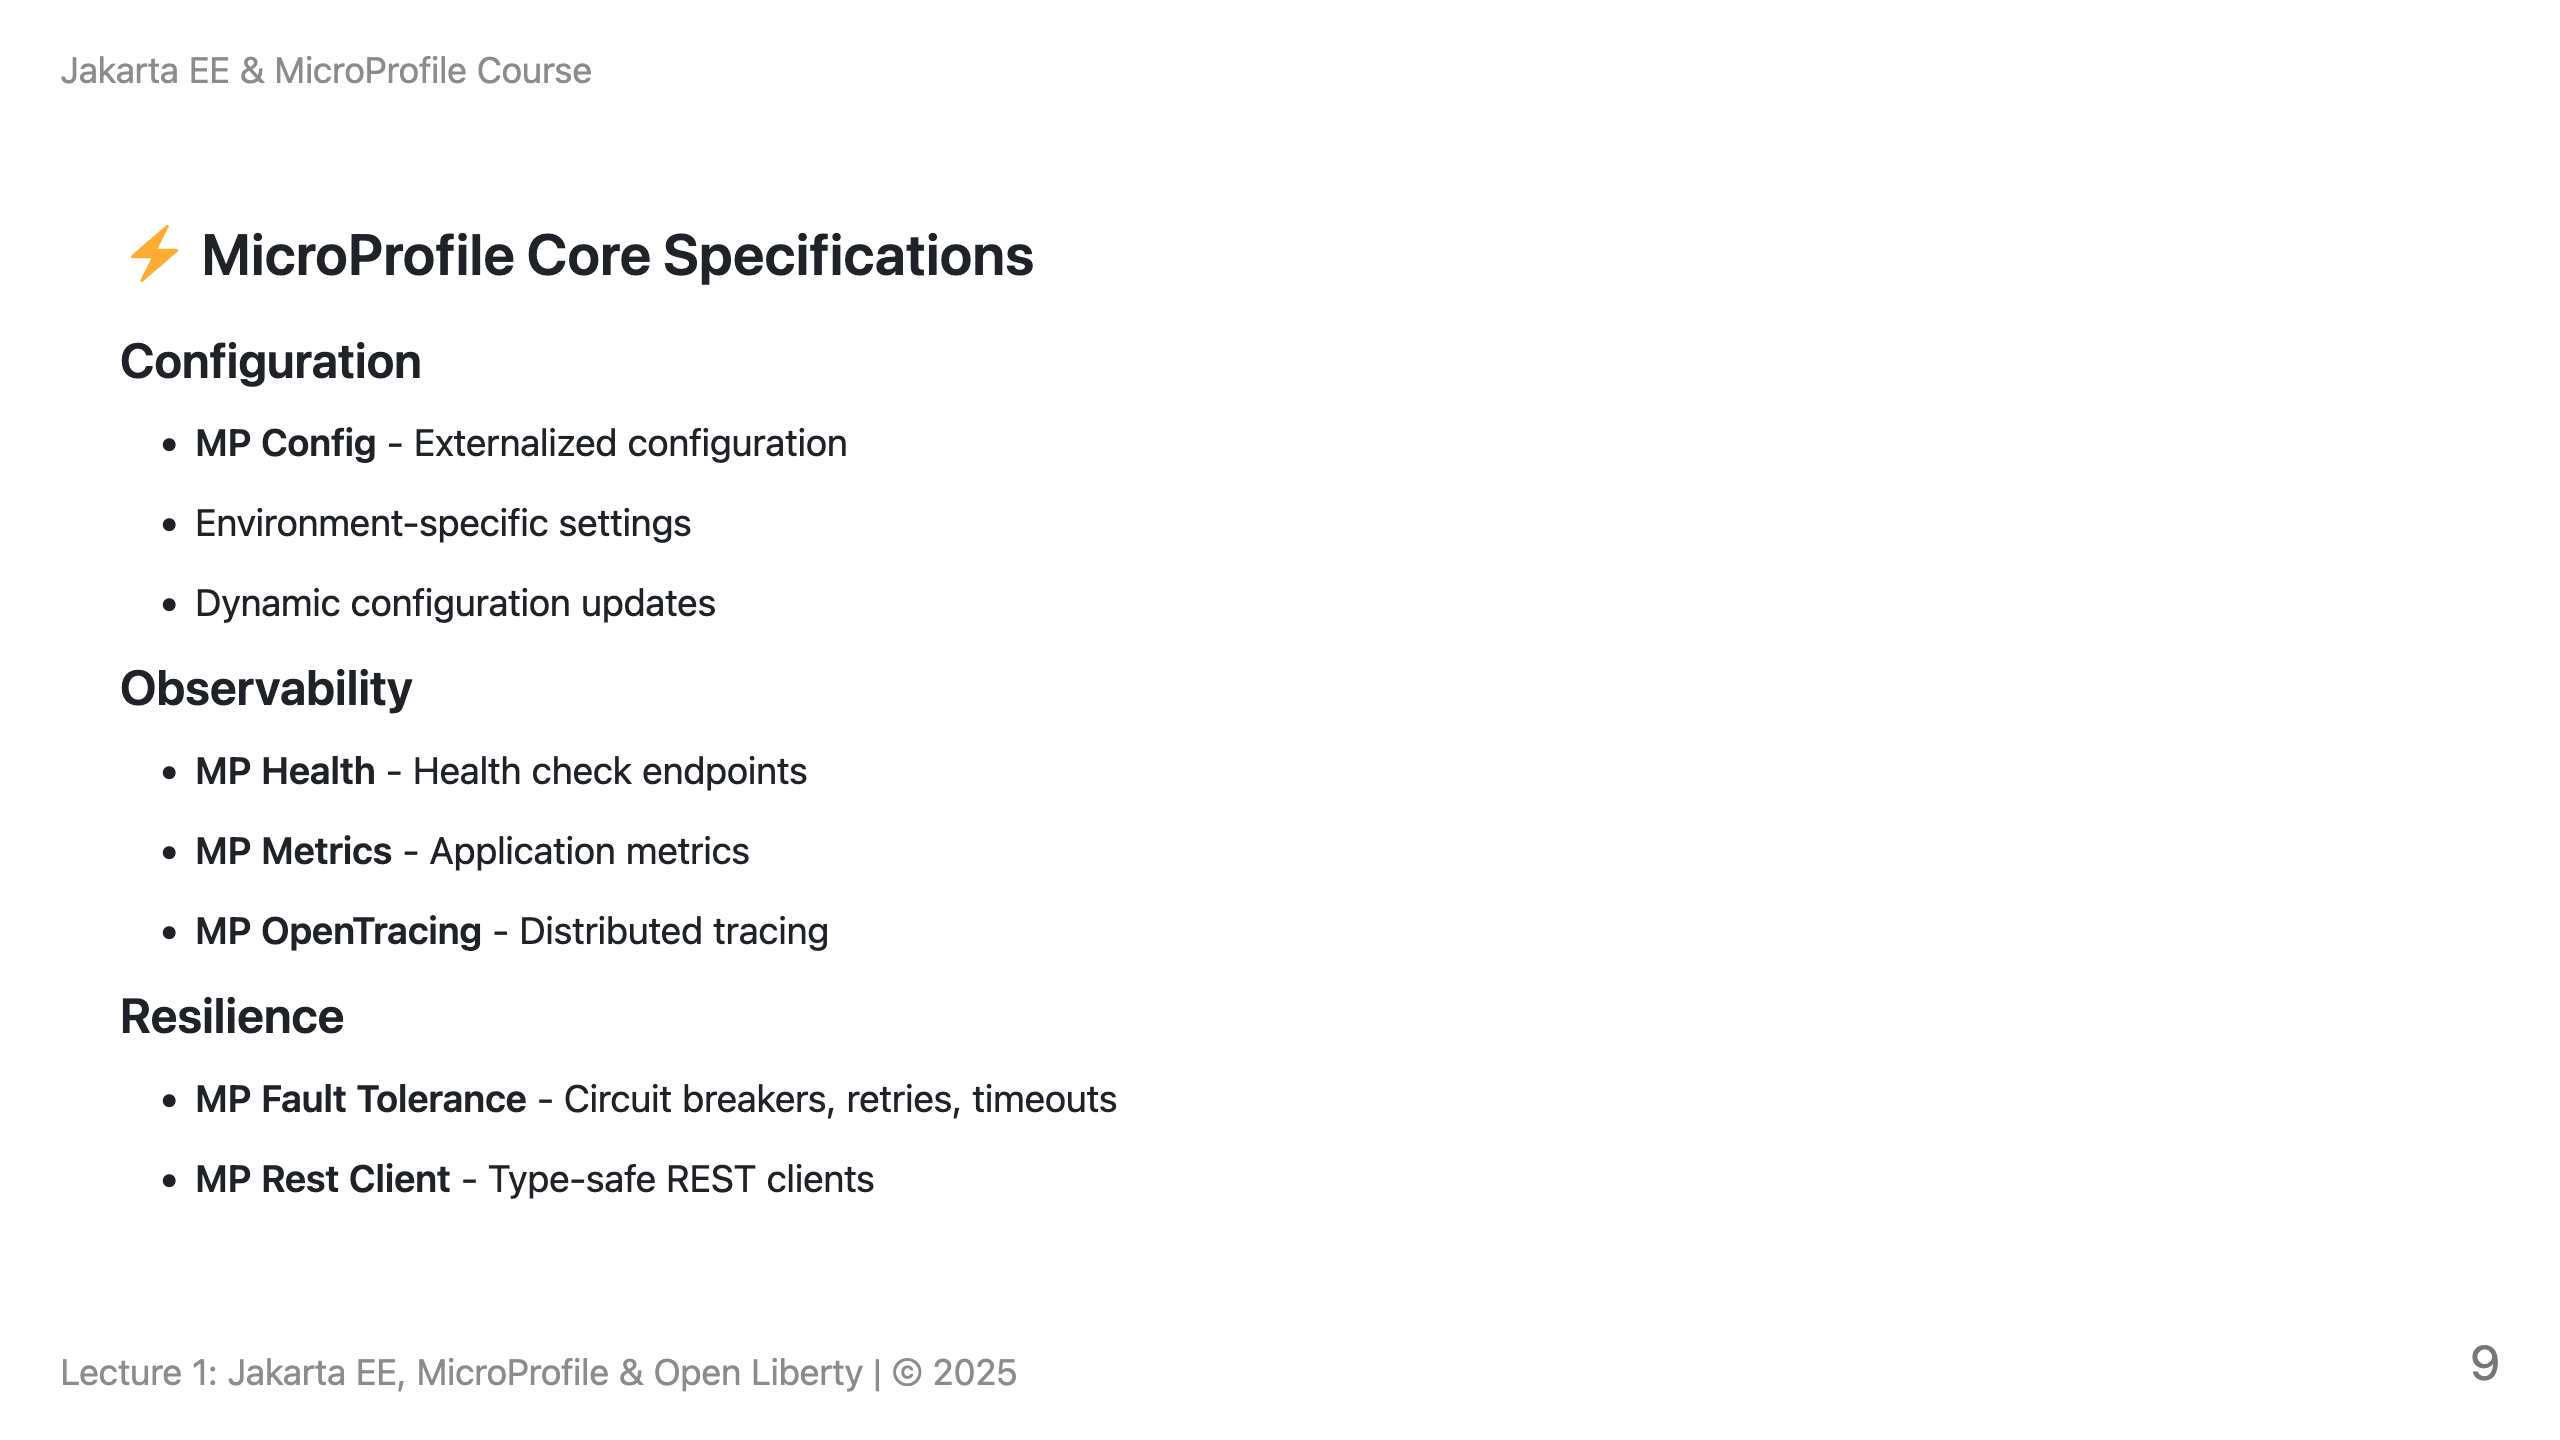 Jakarta EE & MicroProfile Course
⚡ MicroProfile Core Specifications
Configuration
• MP Config - Externalized configuration
• Environment-specific settings
• Dynamic configuration updates
Observability
• MP Health - Health check endpoints
• MP Metrics - Application metrics
• MP OpenTracing - Distributed tracing
Resilience
• MP Fault Tolerance - Circuit breakers, retries, timeouts
• MP Rest Client - Type-safe REST clients
Lecture 1: Jakarta EE, MicroProfile & Open Liberty | © 2025
9